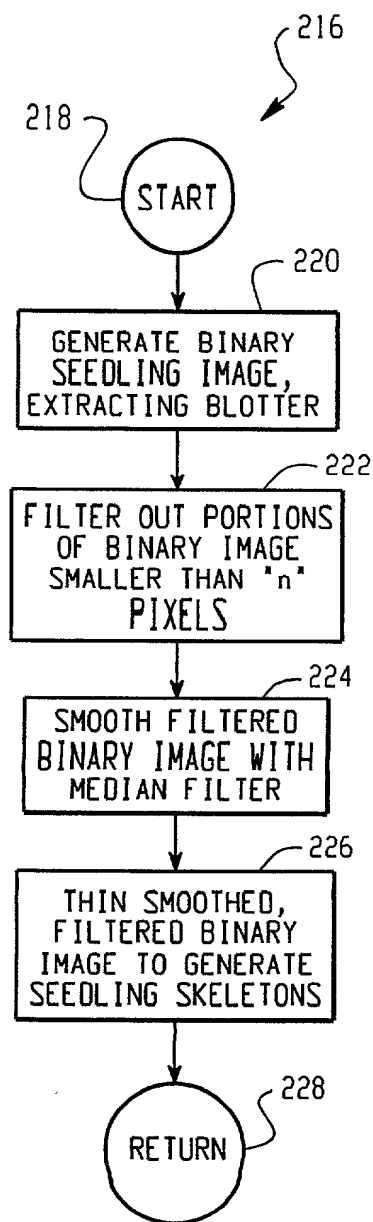 216
218
START
220
GENERATE BINARY
SEEDLING IMAGE,
EXTRACTING BLOTTER
222
FILTER OUT PORTIONS
OF BINARY IMAGE
SMALLER THAN "n"
PIXELS
224
SMOOTH FILTERED
BINARY IMAGE WITH
MEDIAN FILTER
226
THIN SMOOTHED,
FILTERED BINARY
IMAGE TO GENERATE
SEEDLING SKELETONS
228
RETURN